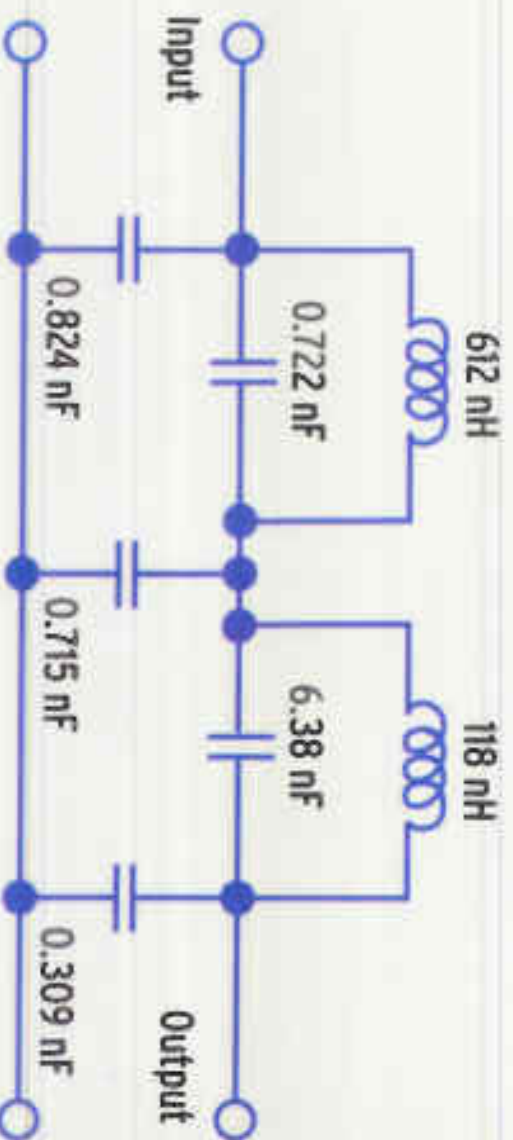 612 nH
118 nH
0.722 nF
6.38 nF
Input
Output
0.824 nF
0.715 nF
0.309 nF